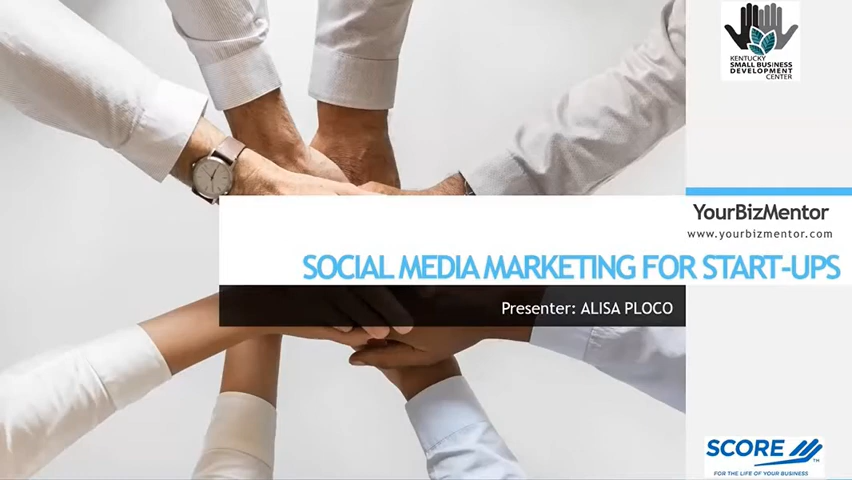 KENTUCKY
SMALL BUSINESS
DEVELOPMENT
CENTER
YourBizMentor
www.yourbizmentor.com
SOCIAL MEDIA MARKETING FOR START-UPS
Presenter: ALISA PLOCO
SCORE TM
FOR THE LIFE OF YOUR BUSINESS